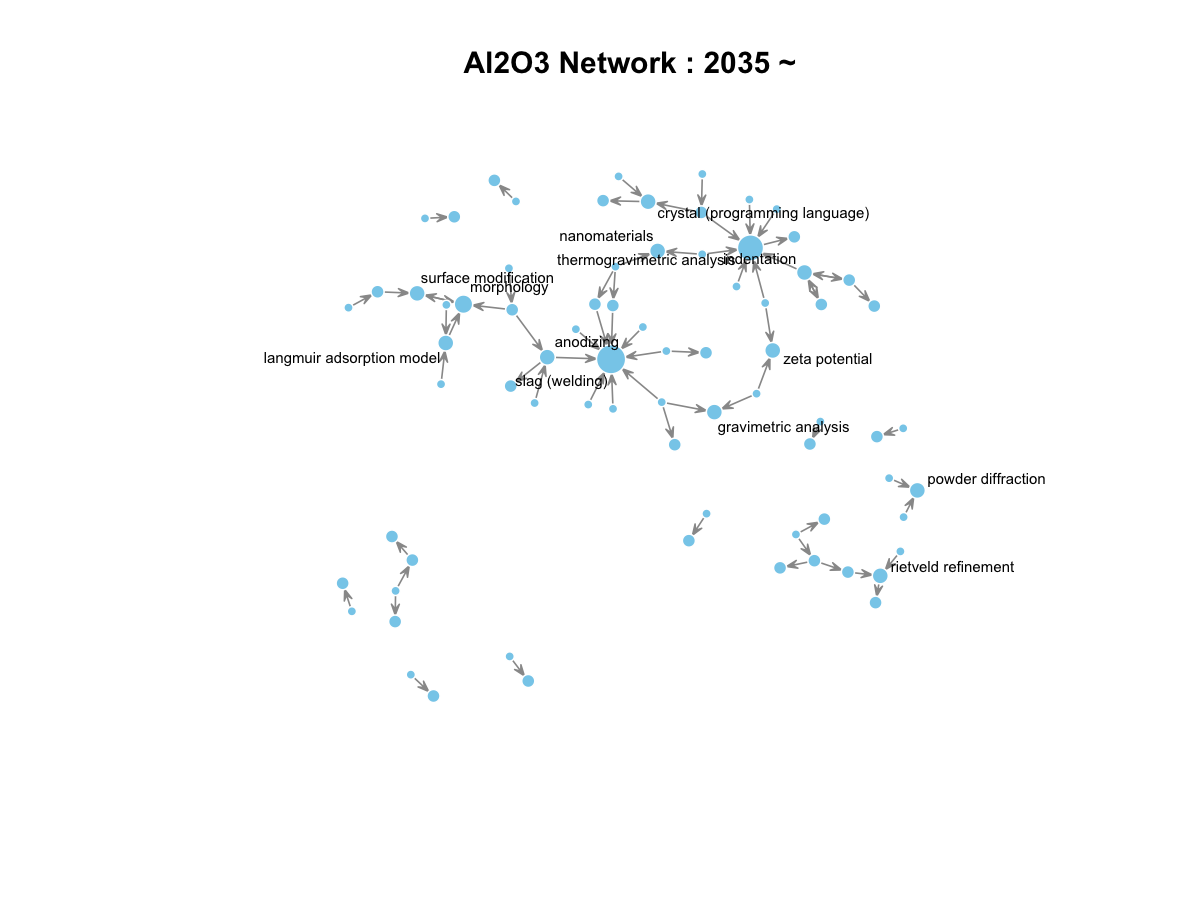 Al2O3 Network : 2035 ~
crystal (programming language)
nanomaterials
thermogravimetric analysis
indentation
surface modification
morphology
anodizing
langmuir adsorption model
zeta potential
slag (welding)
gravimetric analysis
powder diffraction
rietveld refinement